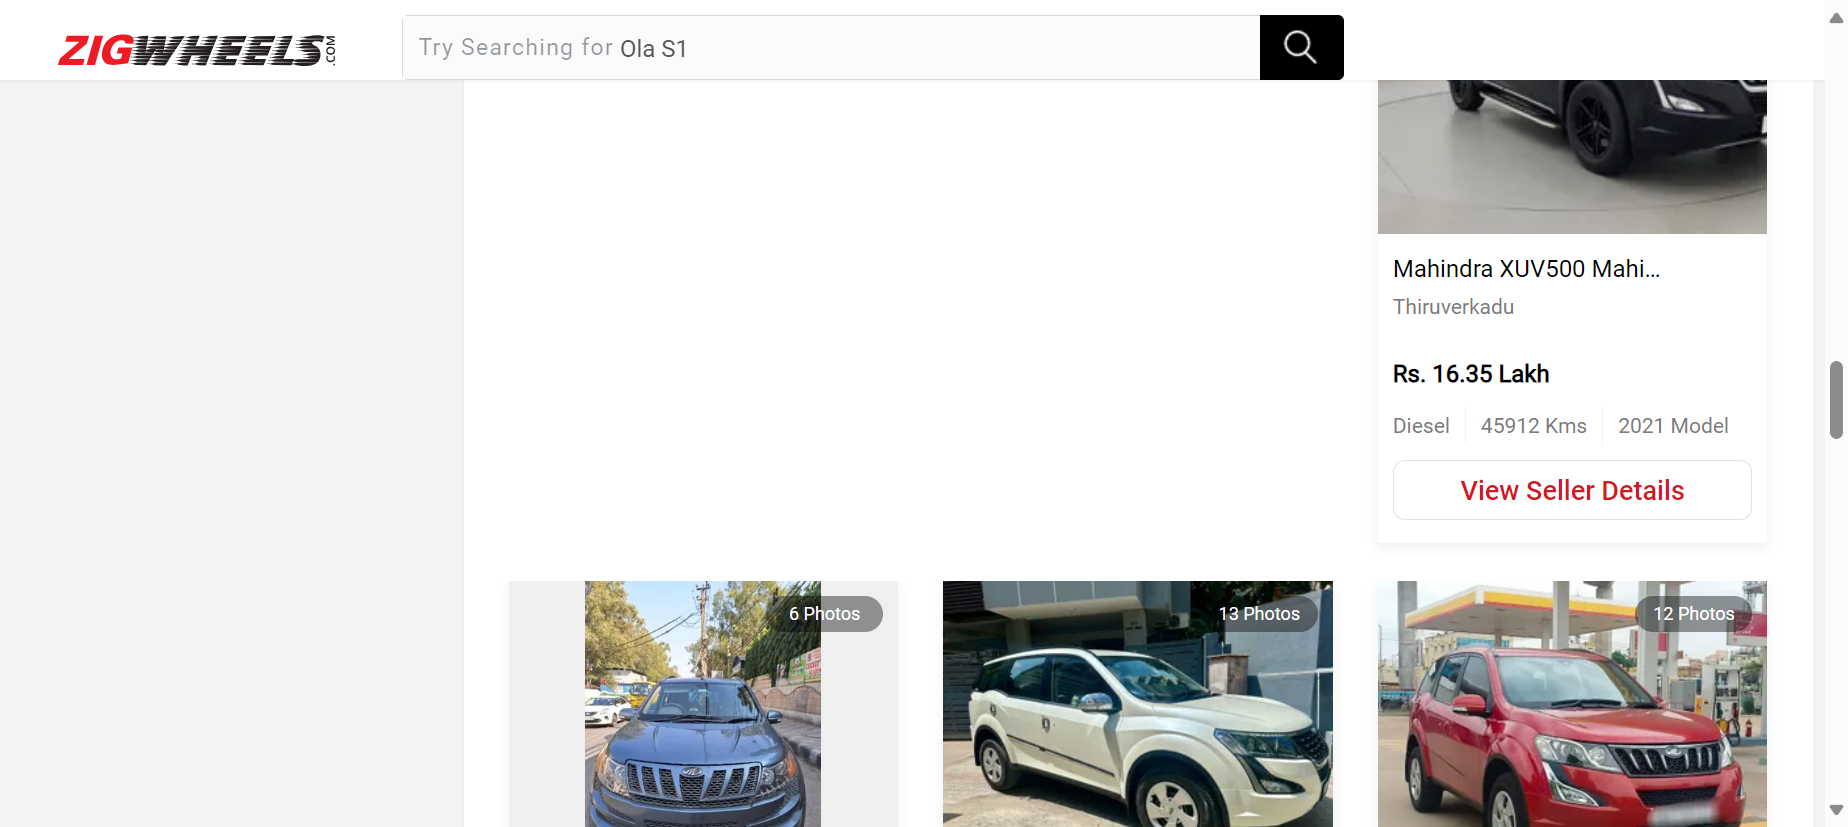 ZIGWHEELS.COM
Try Searching for Ola S1
Mahindra XUV500 Mahi...
Thiruverkadu
Rs. 16.35 Lakh
Diesel
45912 Kms
2021 Model
View Seller Details
6 Photos
13 Photos
12 Photos